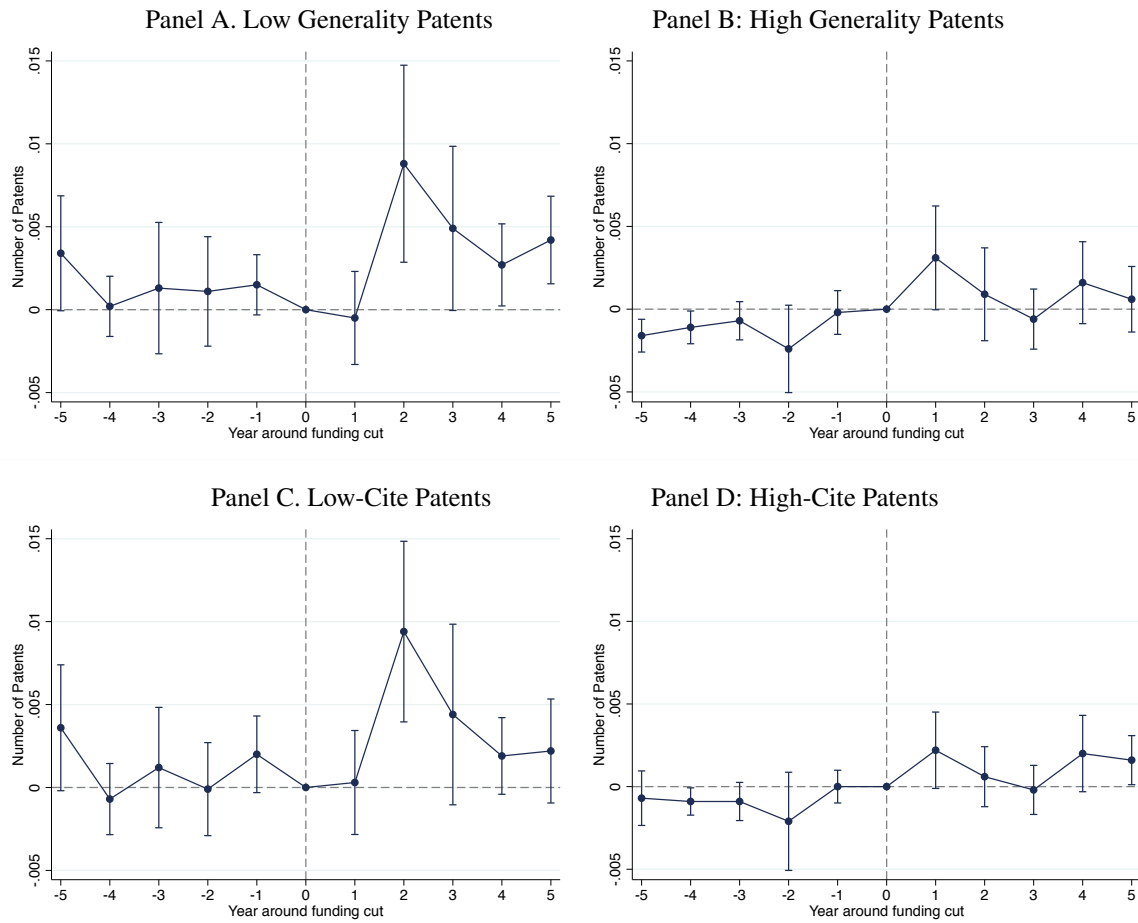 Panel A. Low Generality Patents
Number of Patents
.015
.01
.005
0
-.005
-5 -4 -3 -2 -1 0 1 2 3 4 5
Year around funding cut
Panel B: High Generality Patents
Number of Patents
.015
.01
.005
0
-.005
-5 -4 -3 -2 -1 0 1 2 3 4 5
Year around funding cut
Panel C. Low-Cite Patents
Number of Patents
.015
.01
.005
0
-.005
-5 -4 -3 -2 -1 0 1 2 3 4 5
Year around funding cut
Panel D: High-Cite Patents
Number of Patents
.015
.01
.005
0
-.005
-5 -4 -3 -2 -1 0 1 2 3 4 5
Year around funding cut